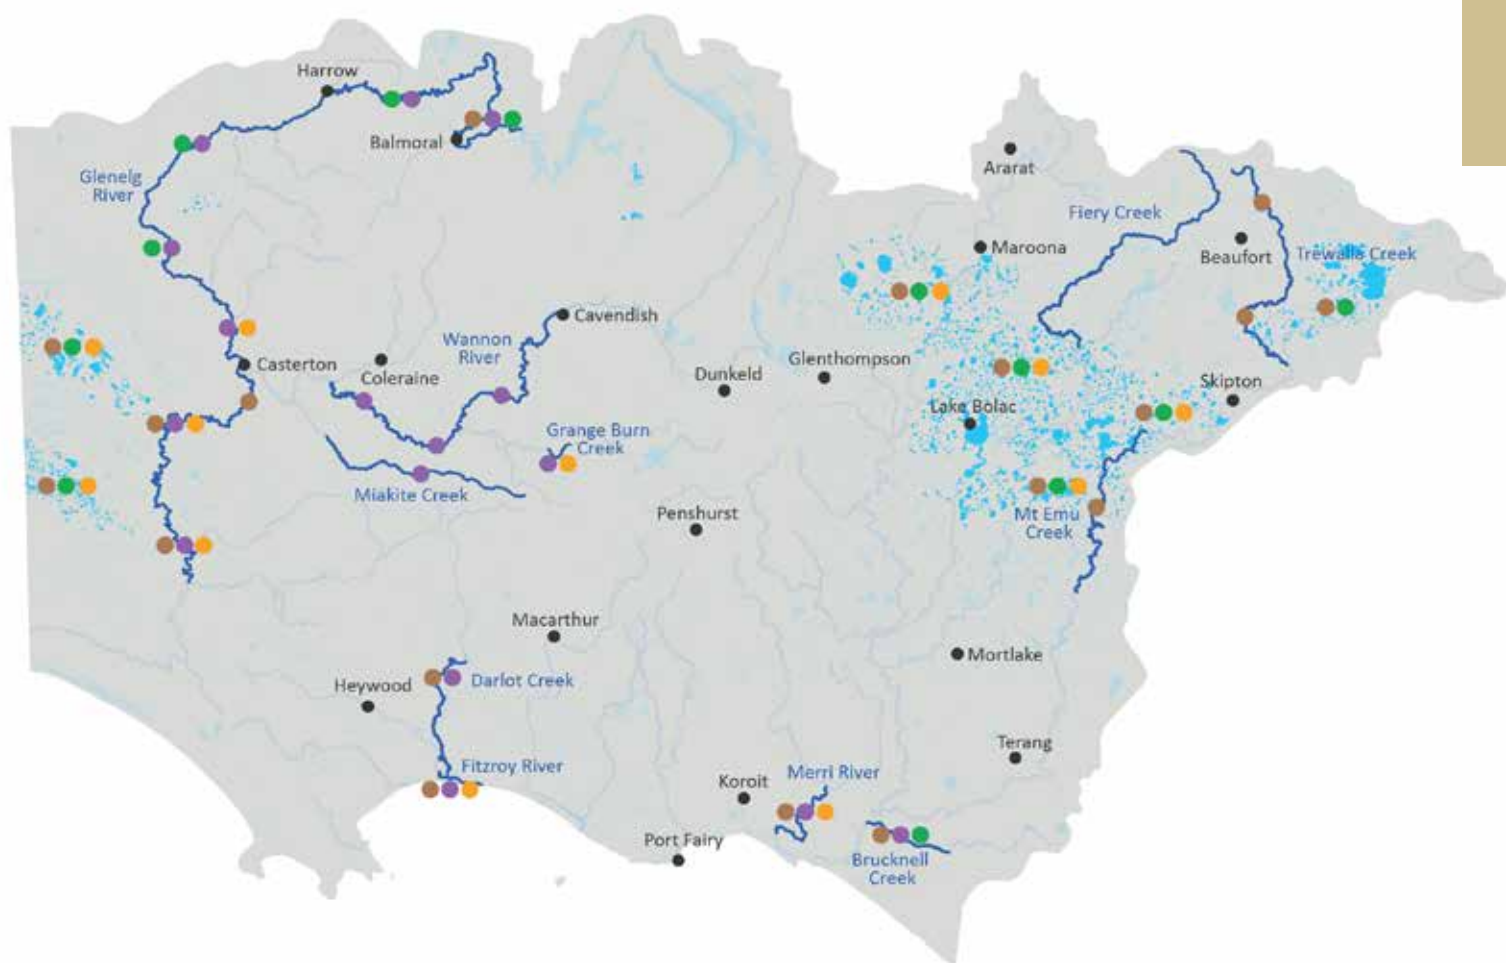 Harrow
Balmoral
Ararat
Glenelg
River
Fiery Creek
Maroona
Beaufort
Trewalla Creek
Cavendish
Wannon
River
Casterton
Coleraine
Glenthompson
Dunkeld
Skipton
Lake Bolac
Grange Burn
Creek
Miakite Creek
Penshurst
Mt Emu
Creek
Macarthur
Mortlake
Heywood
Darlot Creek
Terang
Fitzroy River
Koroit
Merri River
Port Fairy
Brucknell
Creek